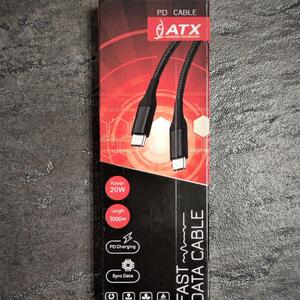 PD CABLE
ATX
Power
20W
Length
1000mm
PD Charging
Sync Data
FAST
DATA CABLE